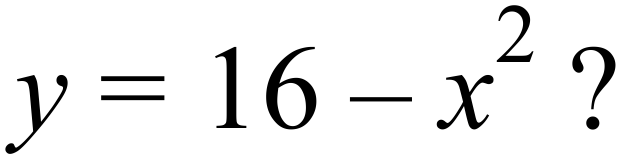 y = 16 − x² ?